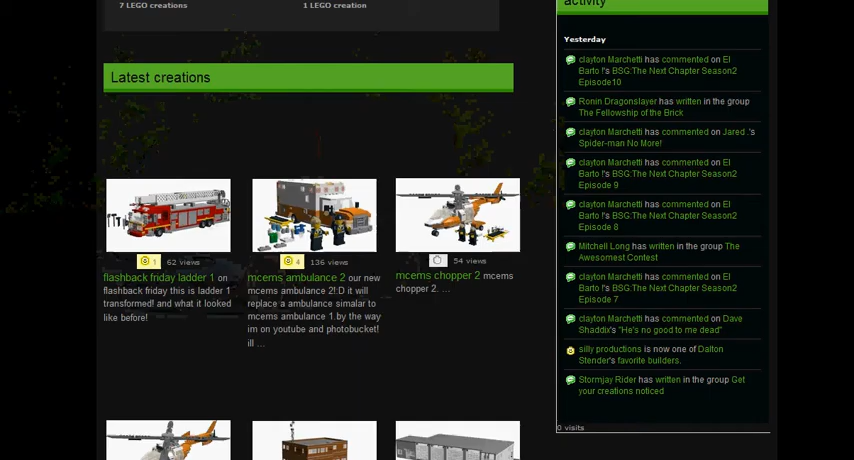 7 LEGO creations
1 LEGO creation
Latest creations
1
62 views
flashback friday ladder 1 on
flashback friday this is ladder 1
transformed! and what it looked
like before!
4
136 views
mcems ambulance 2 our new
mcems ambulance 2!:D it will
replace a ambulance simalar to
mcems ambulance 1.by the way
im on youtube and photobucket!
ill ...
54 views
mcems chopper 2 mcems
chopper 2. ...
activity
Yesterday
clayton Marchetti has commented on El
Barto !'s BSG:The Next Chapter Season2
Episode10
Ronin Dragonslayer has written in the group
The Fellowship of the Brick
clayton Marchetti has commented on Jared .'s
Spider-man No More!
clayton Marchetti has commented on El
Barto !'s BSG:The Next Chapter Season2
Episode 9
clayton Marchetti has commented on El
Barto !'s BSG:The Next Chapter Season2
Episode 8
Mitchell Long has written in the group The
Awesomest Contest
clayton Marchetti has commented on El
Barto !'s BSG:The Next Chapter Season2
Episode 7
clayton Marchetti has commented on Dave
Shaddix's "He's no good to me dead"
silly productions is now one of Dalton
Stender's favorite builders.
Stormjay Rider has written in the group Get
your creations noticed
0 visits